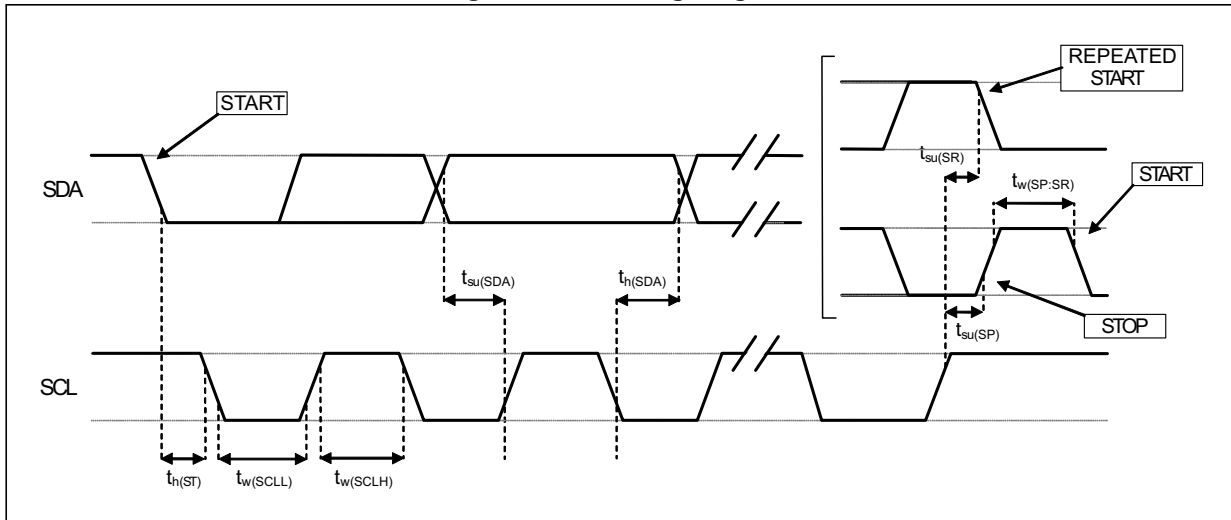 REPEATED
START
START
t_su(SR)
START
t_w(SP:SR)
SDA
t_su(SDA)
t_h(SDA)
t_su(SP)
STOP
SCL
t_h(ST)
t_w(SCLL)
t_w(SCLH)